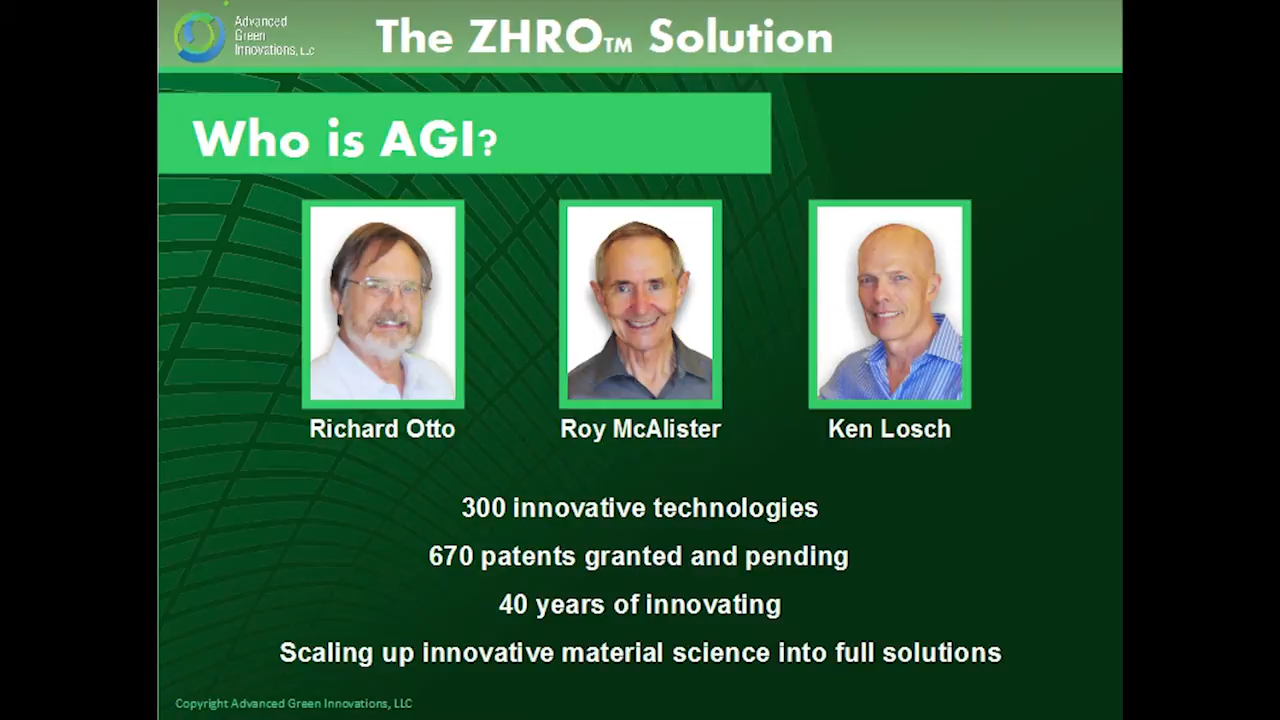 Advanced
Green
Innovations, LLC
The ZHRO™ Solution
Who is AGI?
Richard Otto
Roy McAlister
Ken Losch
300 innovative technologies
670 patents granted and pending
40 years of innovating
Scaling up innovative material science into full solutions
Copyright Advanced Green Innovations, LLC